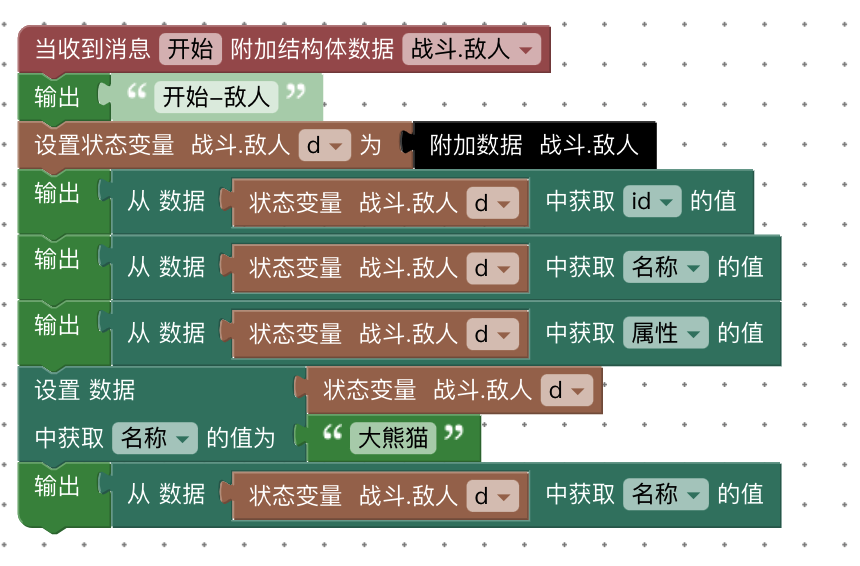 当收到消息 开始 附加结构体数据 战斗.敌人
输出 “ 开始-敌人 ”
设置状态变量 战斗.敌人 d 为 附加数据 战斗.敌人
输出 从 数据 状态变量 战斗.敌人 d 中获取 id 的值
输出 从 数据 状态变量 战斗.敌人 d 中获取 名称 的值
输出 从 数据 状态变量 战斗.敌人 d 中获取 属性 的值
设置 数据 状态变量 战斗.敌人 d
中获取 名称 的值为 “ 大熊猫 ”
输出 从 数据 状态变量 战斗.敌人 d 中获取 名称 的值